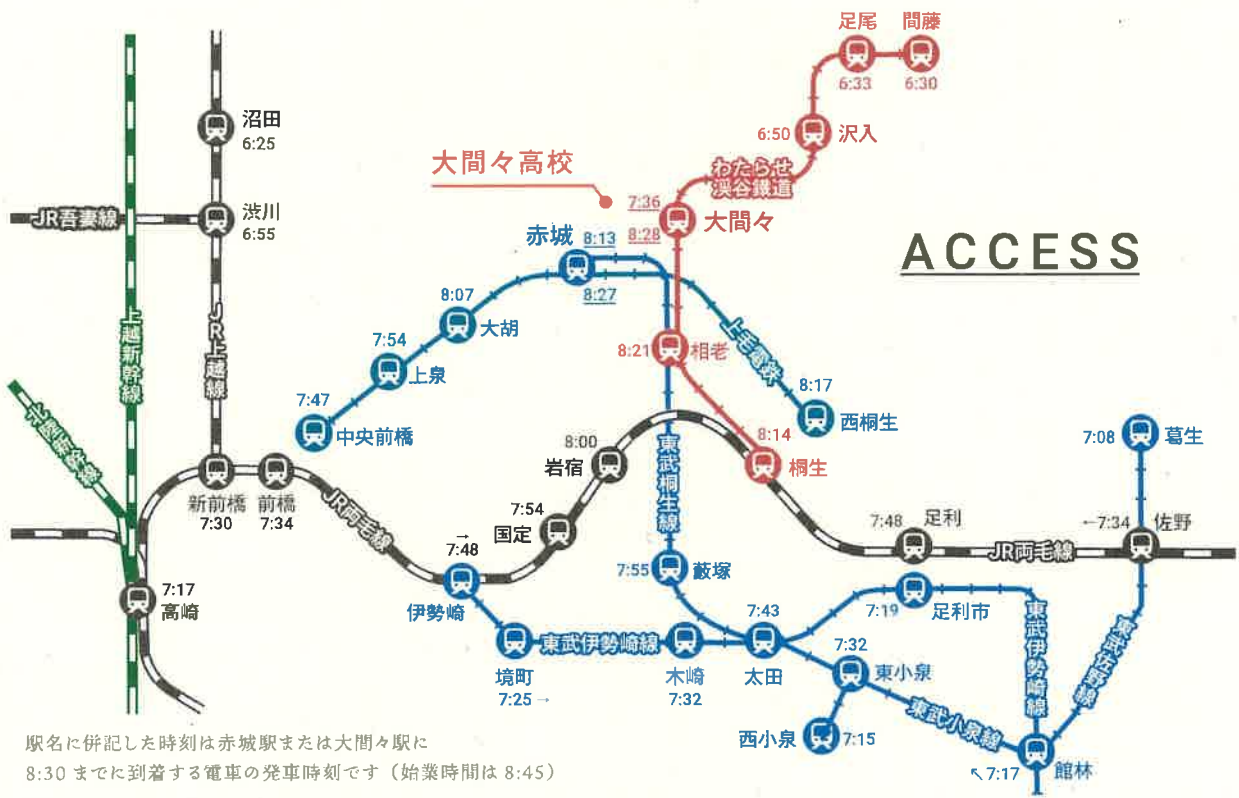 足尾
間藤
6:33
6:30
沼田
6:25
6:50
沢入
大間々高校
わたらせ
渓谷鐵道
JR吾妻線
渋川
6:55
7:36
大間々
8:28
赤城
8:13
8:27
ACCESS
8:07
大胡
上越新幹線
JR上越線
7:54
上泉
8:21
相老
上毛電鉄
7:47
中央前橋
8:17
西桐生
北陸新幹線
8:00
岩宿
東武桐生線
8:14
桐生
7:08
葛生
新前橋
7:30
前橋
7:34
JR両毛線
7:54
国定
7:48
足利
←7:34
佐野
JR両毛線
→
7:48
伊勢崎
7:55
藪塚
7:17
高崎
7:43
太田
7:19
足利市
東武伊勢崎線
東武佐野線
東武伊勢崎線
境町
7:25→
木崎
7:32
7:32
東小泉
東武小泉線
西小泉
7:15
↖7:17
館林
駅名に併記した時刻は赤城駅または大間々駅に
8:30 までに到着する電車の発車時刻です（始業時間は 8:45）